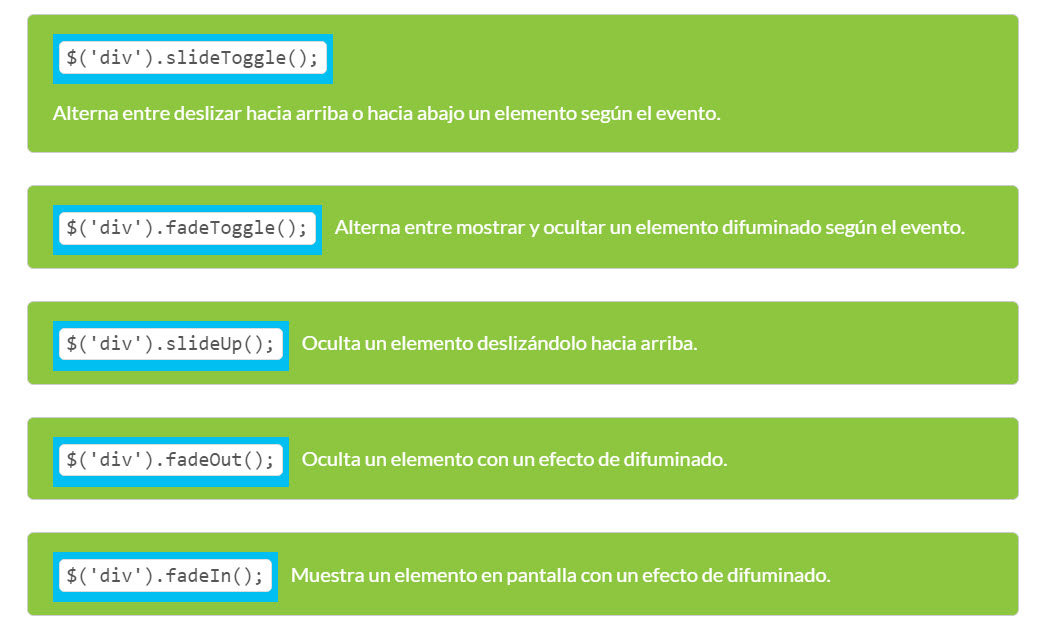 $('div').slideToggle();
Alterna entre deslizar hacia arriba o hacia abajo un elemento según el evento.
$('div').fadeToggle(); Alterna entre mostrar y ocultar un elemento difuminado según el evento.
$('div').slideUp(); Oculta un elemento deslizándolo hacia arriba.
$('div').fadeOut(); Oculta un elemento con un efecto de difuminado.
$('div').fadeIn(); Muestra un elemento en pantalla con un efecto de difuminado.